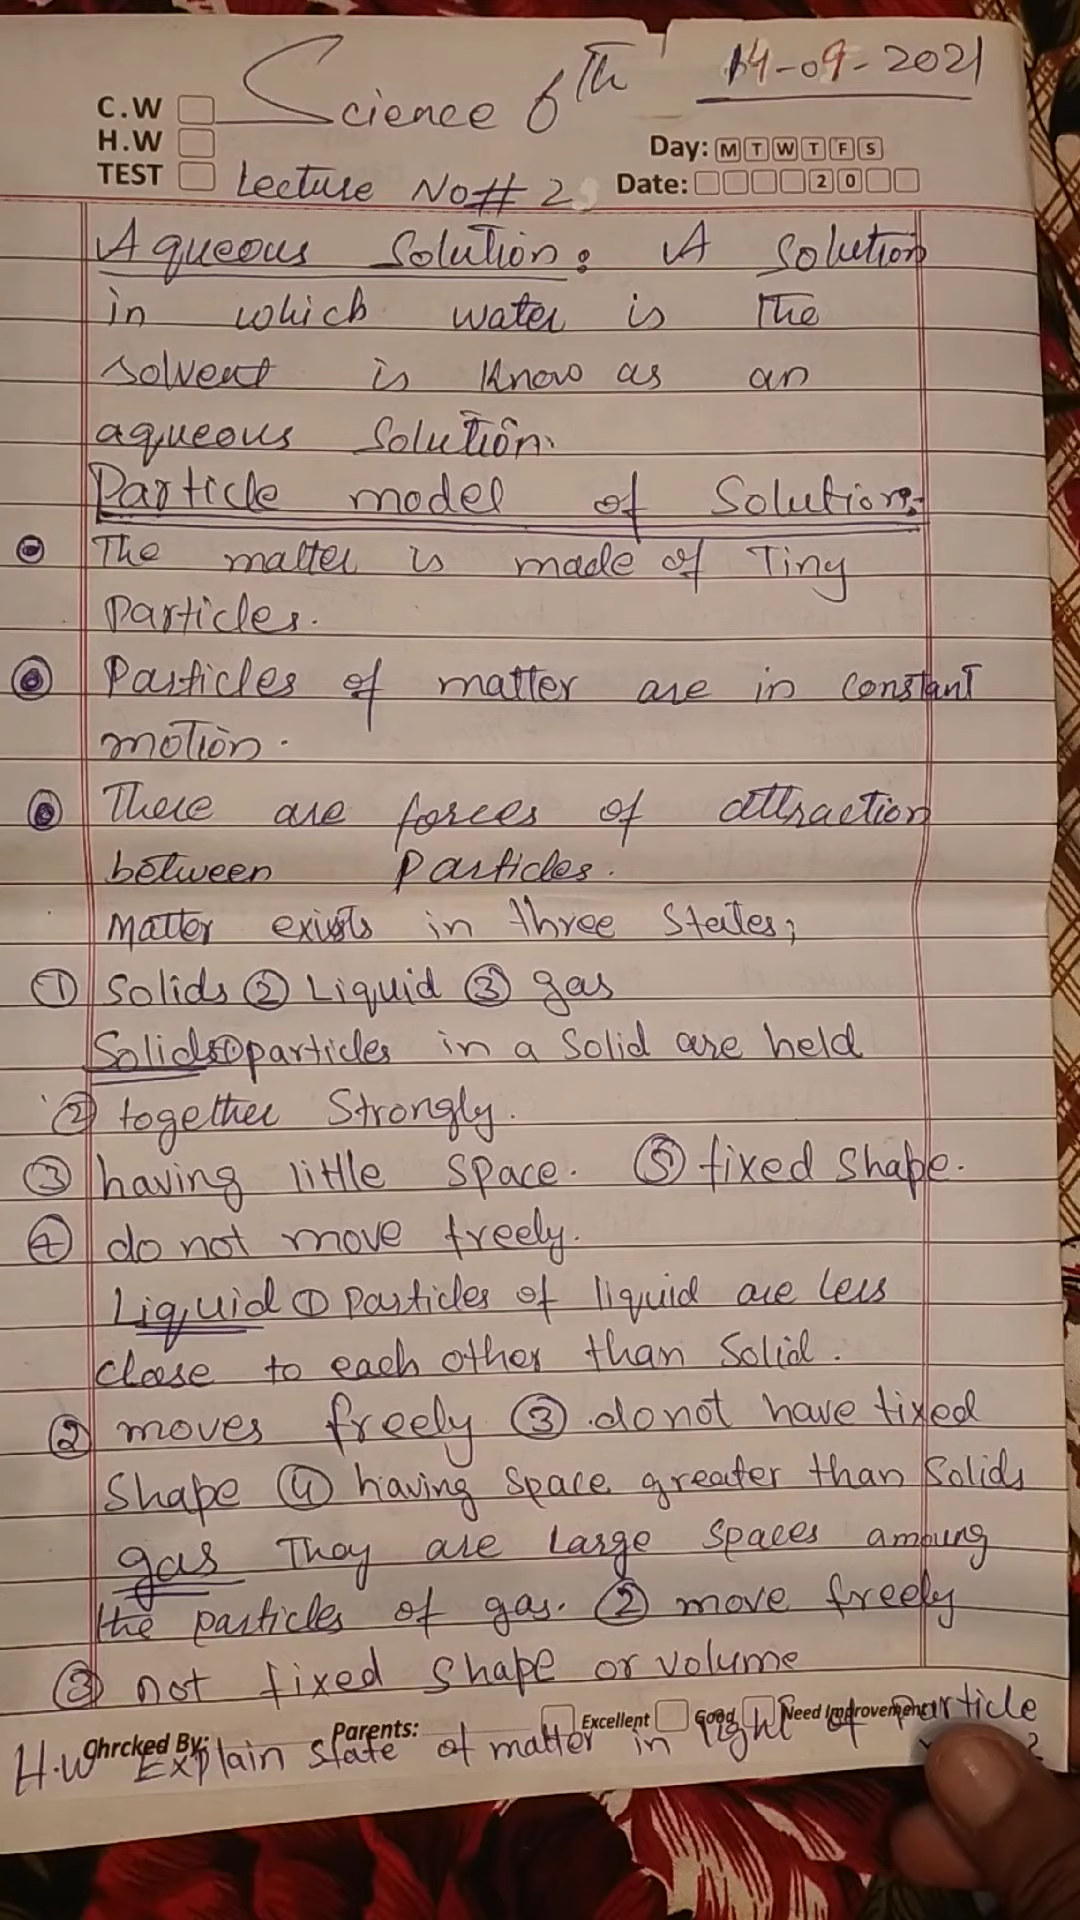 Science 6th 14-09-2021
C.W
H.W
TEST
Day: M T W T F S
Date: 2 0
Lecture No# 2
Aqueous Solution: A Solution
in which water is The
solvent is know as an
aqueous Solution.
Particle model of Solution:-
The matter is made of Tiny
Particles.
Particles of matter are in constant
motion.
There are forces of attraction
between Particles.
Matter exists in three States;
① Solids ② Liquid ③ gas
Solids ① particles in a Solid are held
② together Strongly.
③ having little space. ⑤ fixed shape.
④ do not move freely.
Liquid ① Particles of liquid are less
close to each other than Solid.
② moves freely ③ do not have fixed
Shape ④ having space greater than Solids
gas They are large spaces amoung
the particles of gas. ② move freely
③ not fixed shape or volume
Ghrcked By: Parents: Excellent Good Need Improvement
H.W Explain state of matter in light of particle